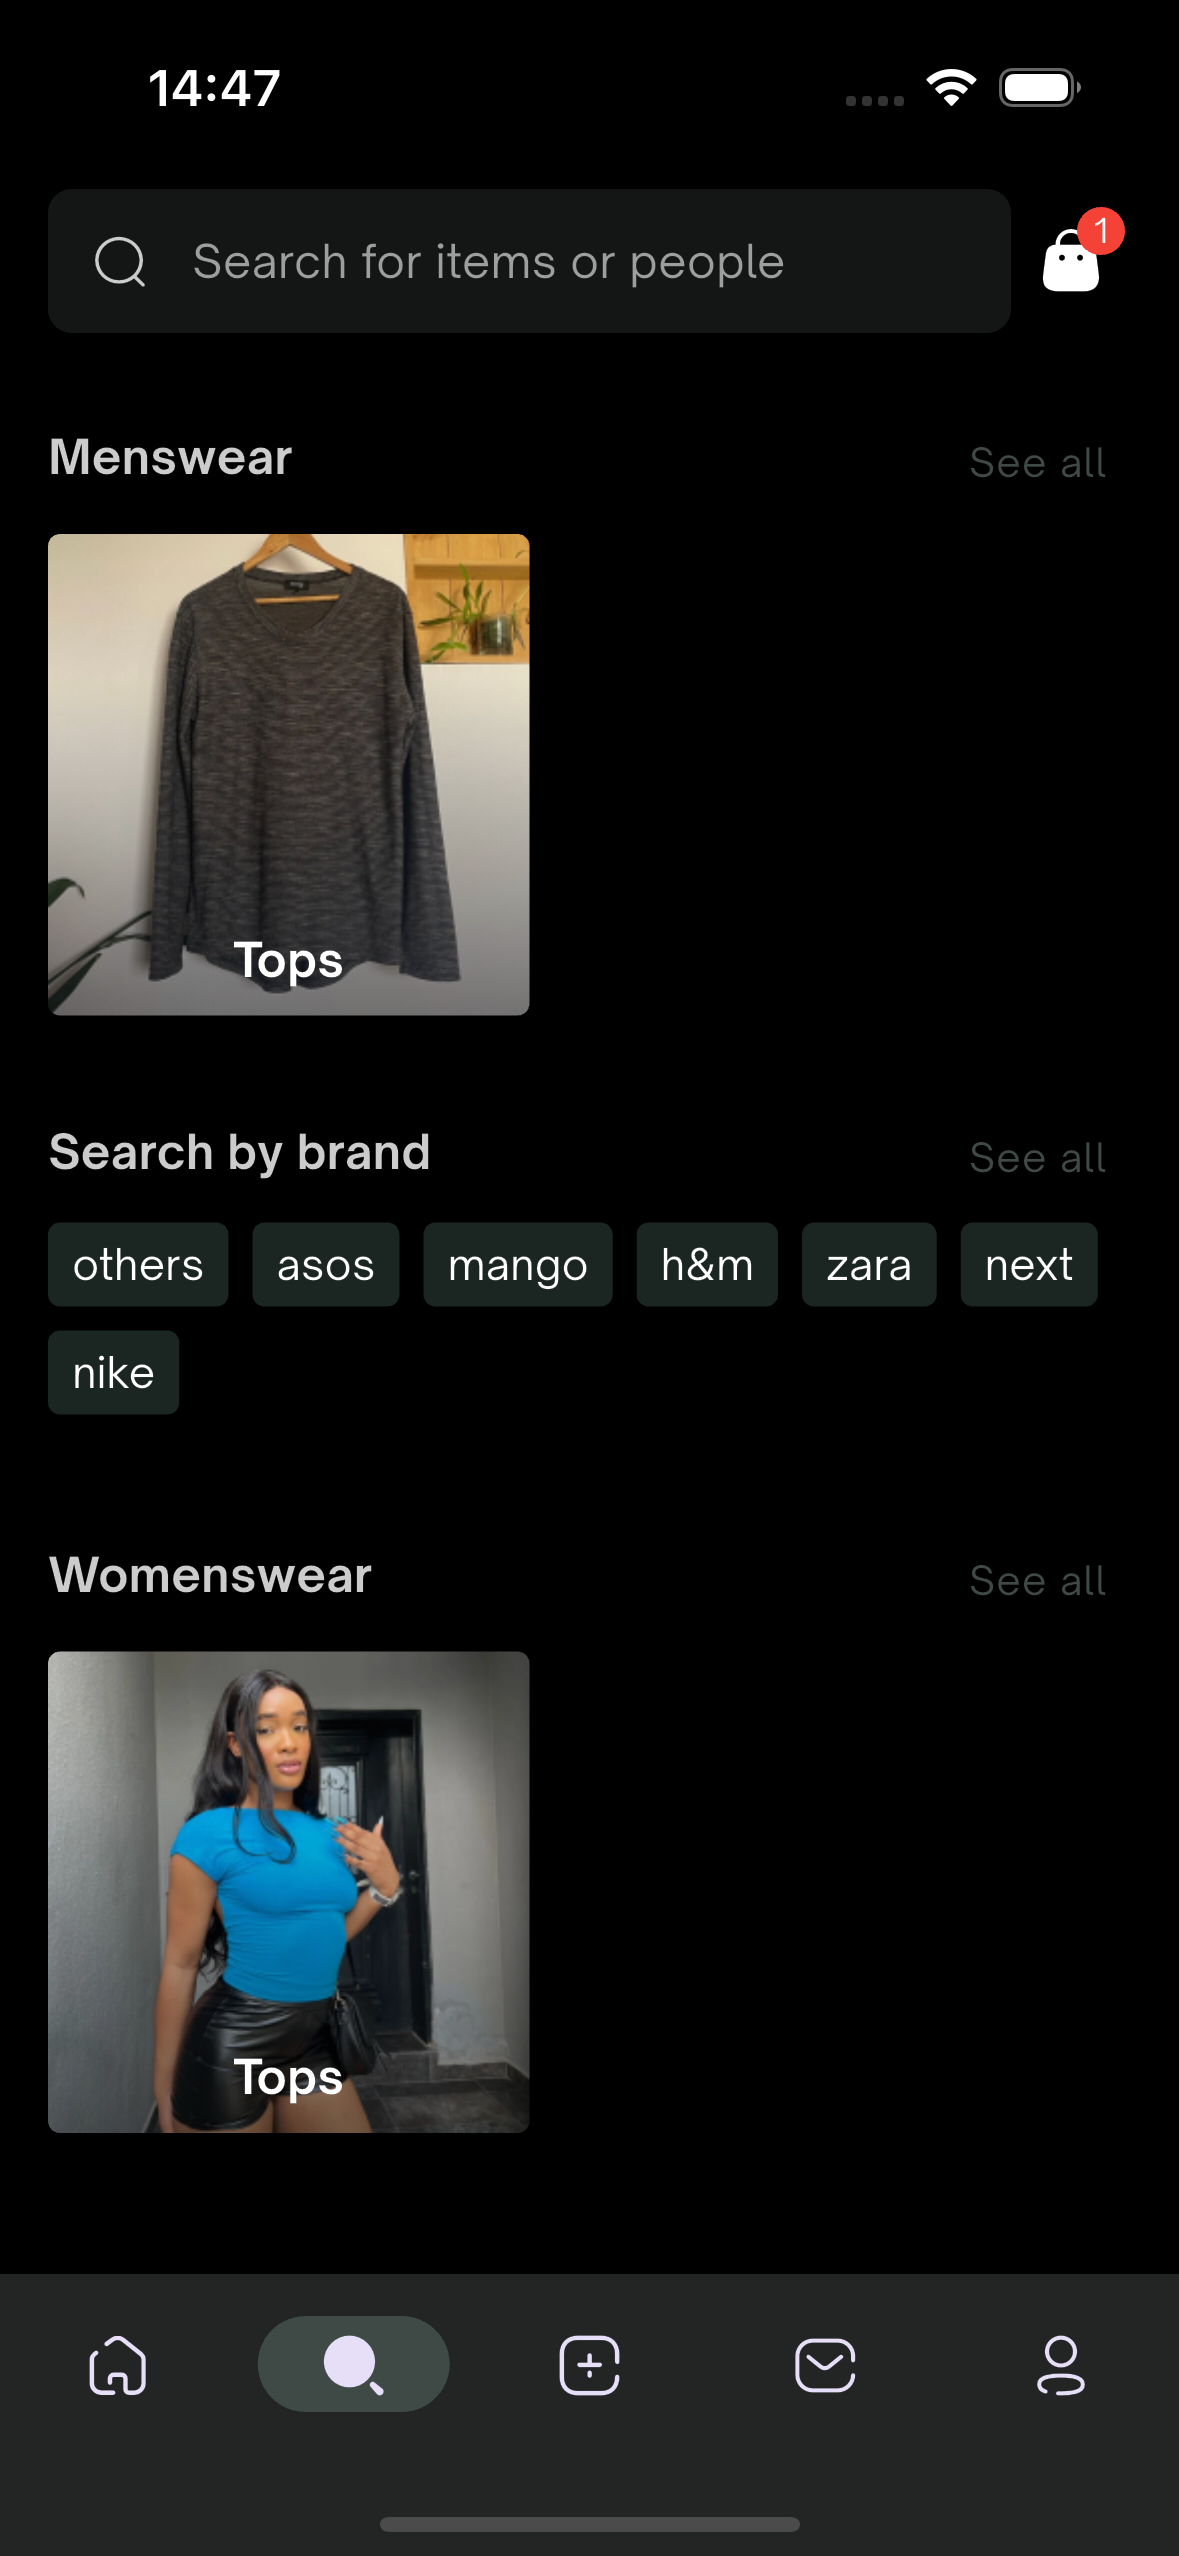 14:47
Search for items or people
1
Menswear
See all
Tops
Search by brand
See all
others asos mango h&m zara next
nike
Womenswear
See all
Tops